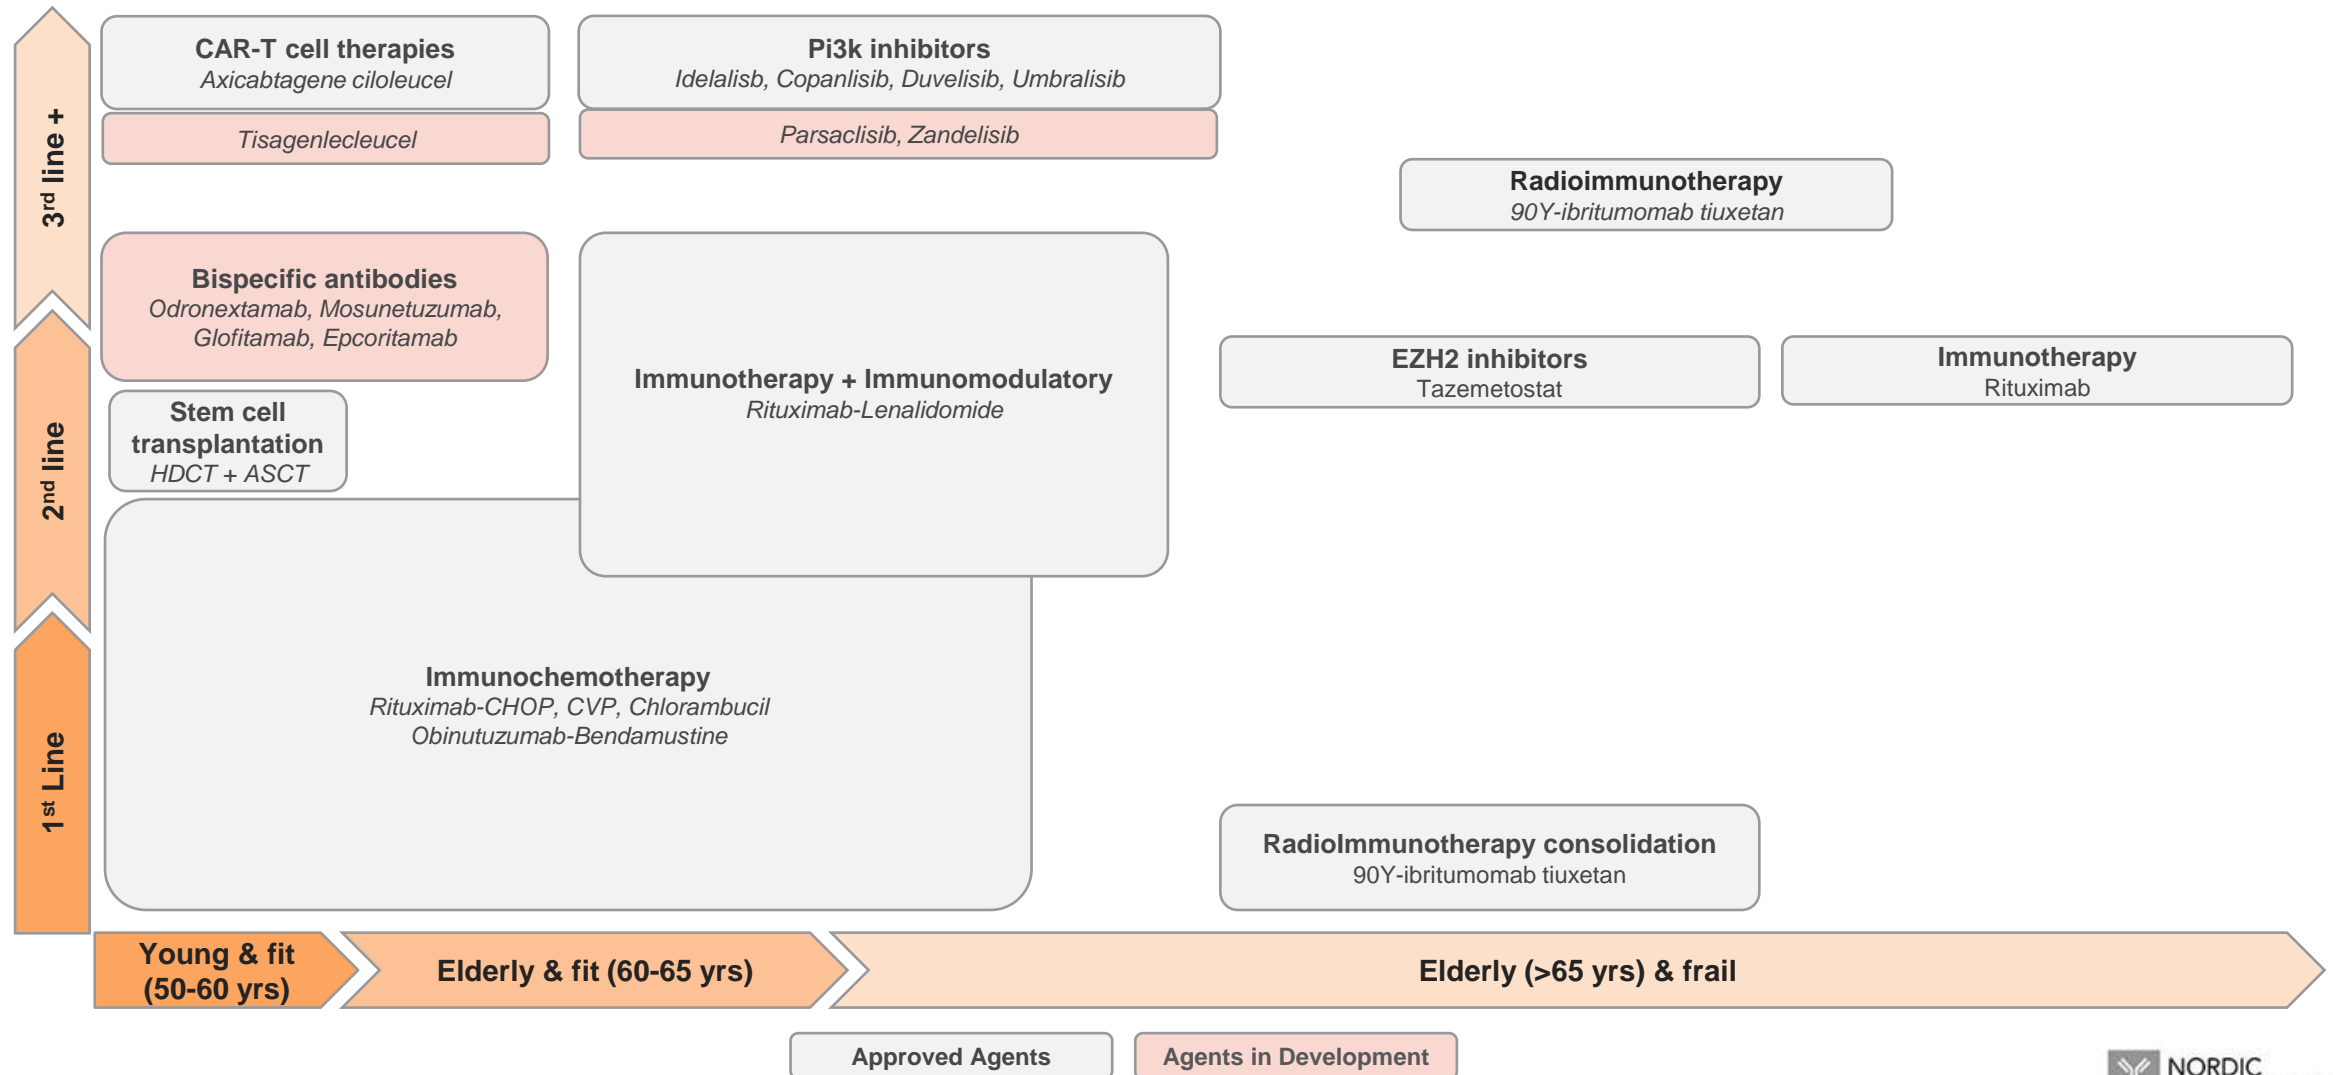 CAR-T cell therapies
Axicabtagene ciloleucel
Tisagenlecleucel
Pi3k inhibitors
Idelalisb, Copanlisib, Duvelisib, Umbralisib
Parsaclisib, Zandelisib
Radioimmunotherapy
90Y-ibritumomab tiuxetan
3rd line +
Bispecific antibodies
Odronextamab, Mosunetuzumab,
Glofitamab, Epcoritamab
Immunotherapy + Immunomodulatory
Rituximab-Lenalidomide
EZH2 inhibitors
Tazemetostat
Immunotherapy
Rituximab
Stem cell
transplantation
HDCT + ASCT
2nd line
Immunochemotherapy
Rituximab-CHOP, CVP, Chlorambucil
Obinutuzumab-Bendamustine
1st Line
RadioImmunotherapy consolidation
90Y-ibritumomab tiuxetan
Young & fit
(50-60 yrs)
Elderly & fit (60-65 yrs)
Elderly (>65 yrs) & frail
Approved Agents
Agents in Development
NORDIC